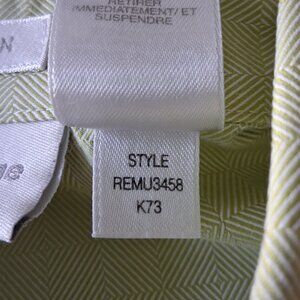 RETIRER
IMMEDIATEMENT/ ET
SUSPENDRE
N
STYLE
REMU3458
K73